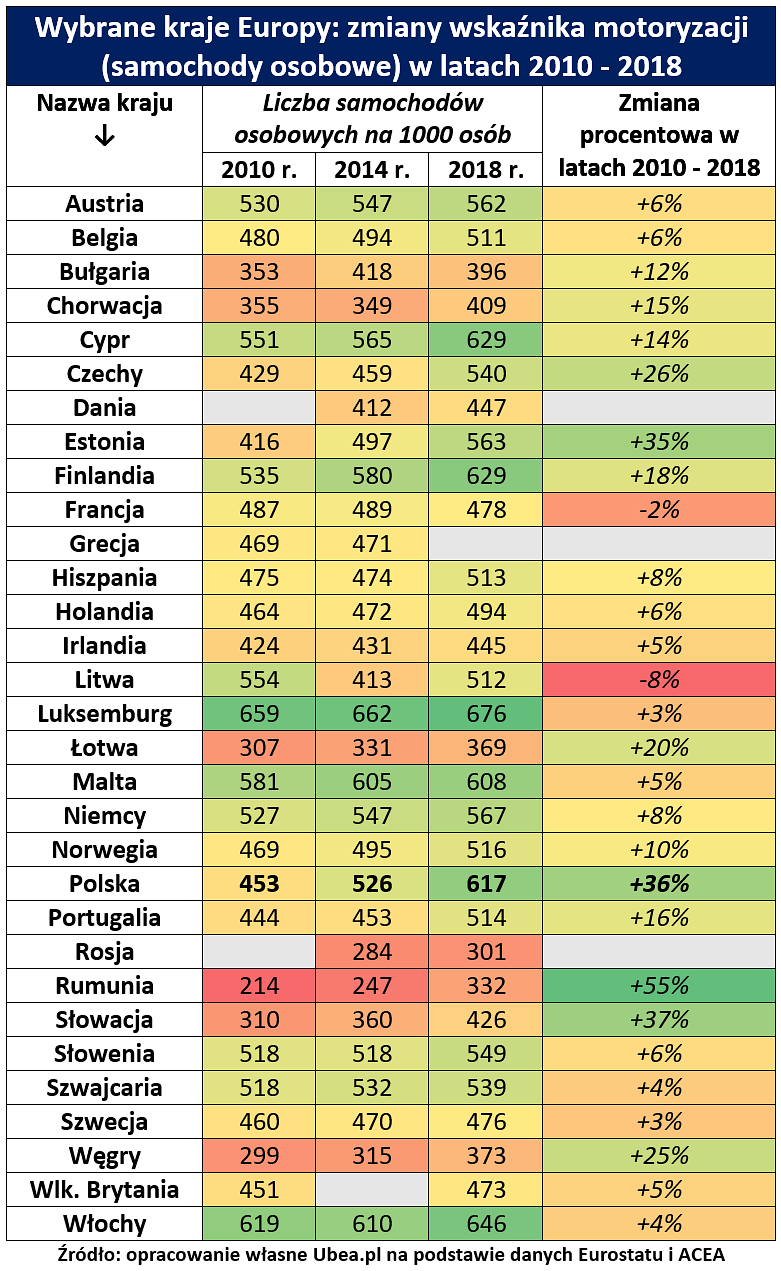 Wybrane kraje Europy: zmiany wskaźnika motoryzacji
(samochody osobowe) w latach 2010 - 2018
Nazwa kraju
↓
Liczba samochodów
osobowych na 1000 osób
Zmiana
procentowa w
latach 2010 - 2018
2010 r. 2014 r. 2018 r.
Austria 530 547 562 +6%
Belgia 480 494 511 +6%
Bułgaria 353 418 396 +12%
Chorwacja 355 349 409 +15%
Cypr 551 565 629 +14%
Czechy 429 459 540 +26%
Dania 412 447
Estonia 416 497 563 +35%
Finlandia 535 580 629 +18%
Francja 487 489 478 -2%
Grecja 469 471
Hiszpania 475 474 513 +8%
Holandia 464 472 494 +6%
Irlandia 424 431 445 +5%
Litwa 554 413 512 -8%
Luksemburg 659 662 676 +3%
Łotwa 307 331 369 +20%
Malta 581 605 608 +5%
Niemcy 527 547 567 +8%
Norwegia 469 495 516 +10%
Polska 453 526 617 +36%
Portugalia 444 453 514 +16%
Rosja 284 301
Rumunia 214 247 332 +55%
Słowacja 310 360 426 +37%
Słowenia 518 518 549 +6%
Szwajcaria 518 532 539 +4%
Szwecja 460 470 476 +3%
Węgry 299 315 373 +25%
Wlk. Brytania 451 473 +5%
Włochy 619 610 646 +4%
Źródło: opracowanie własne Ubea.pl na podstawie danych Eurostatu i ACEA